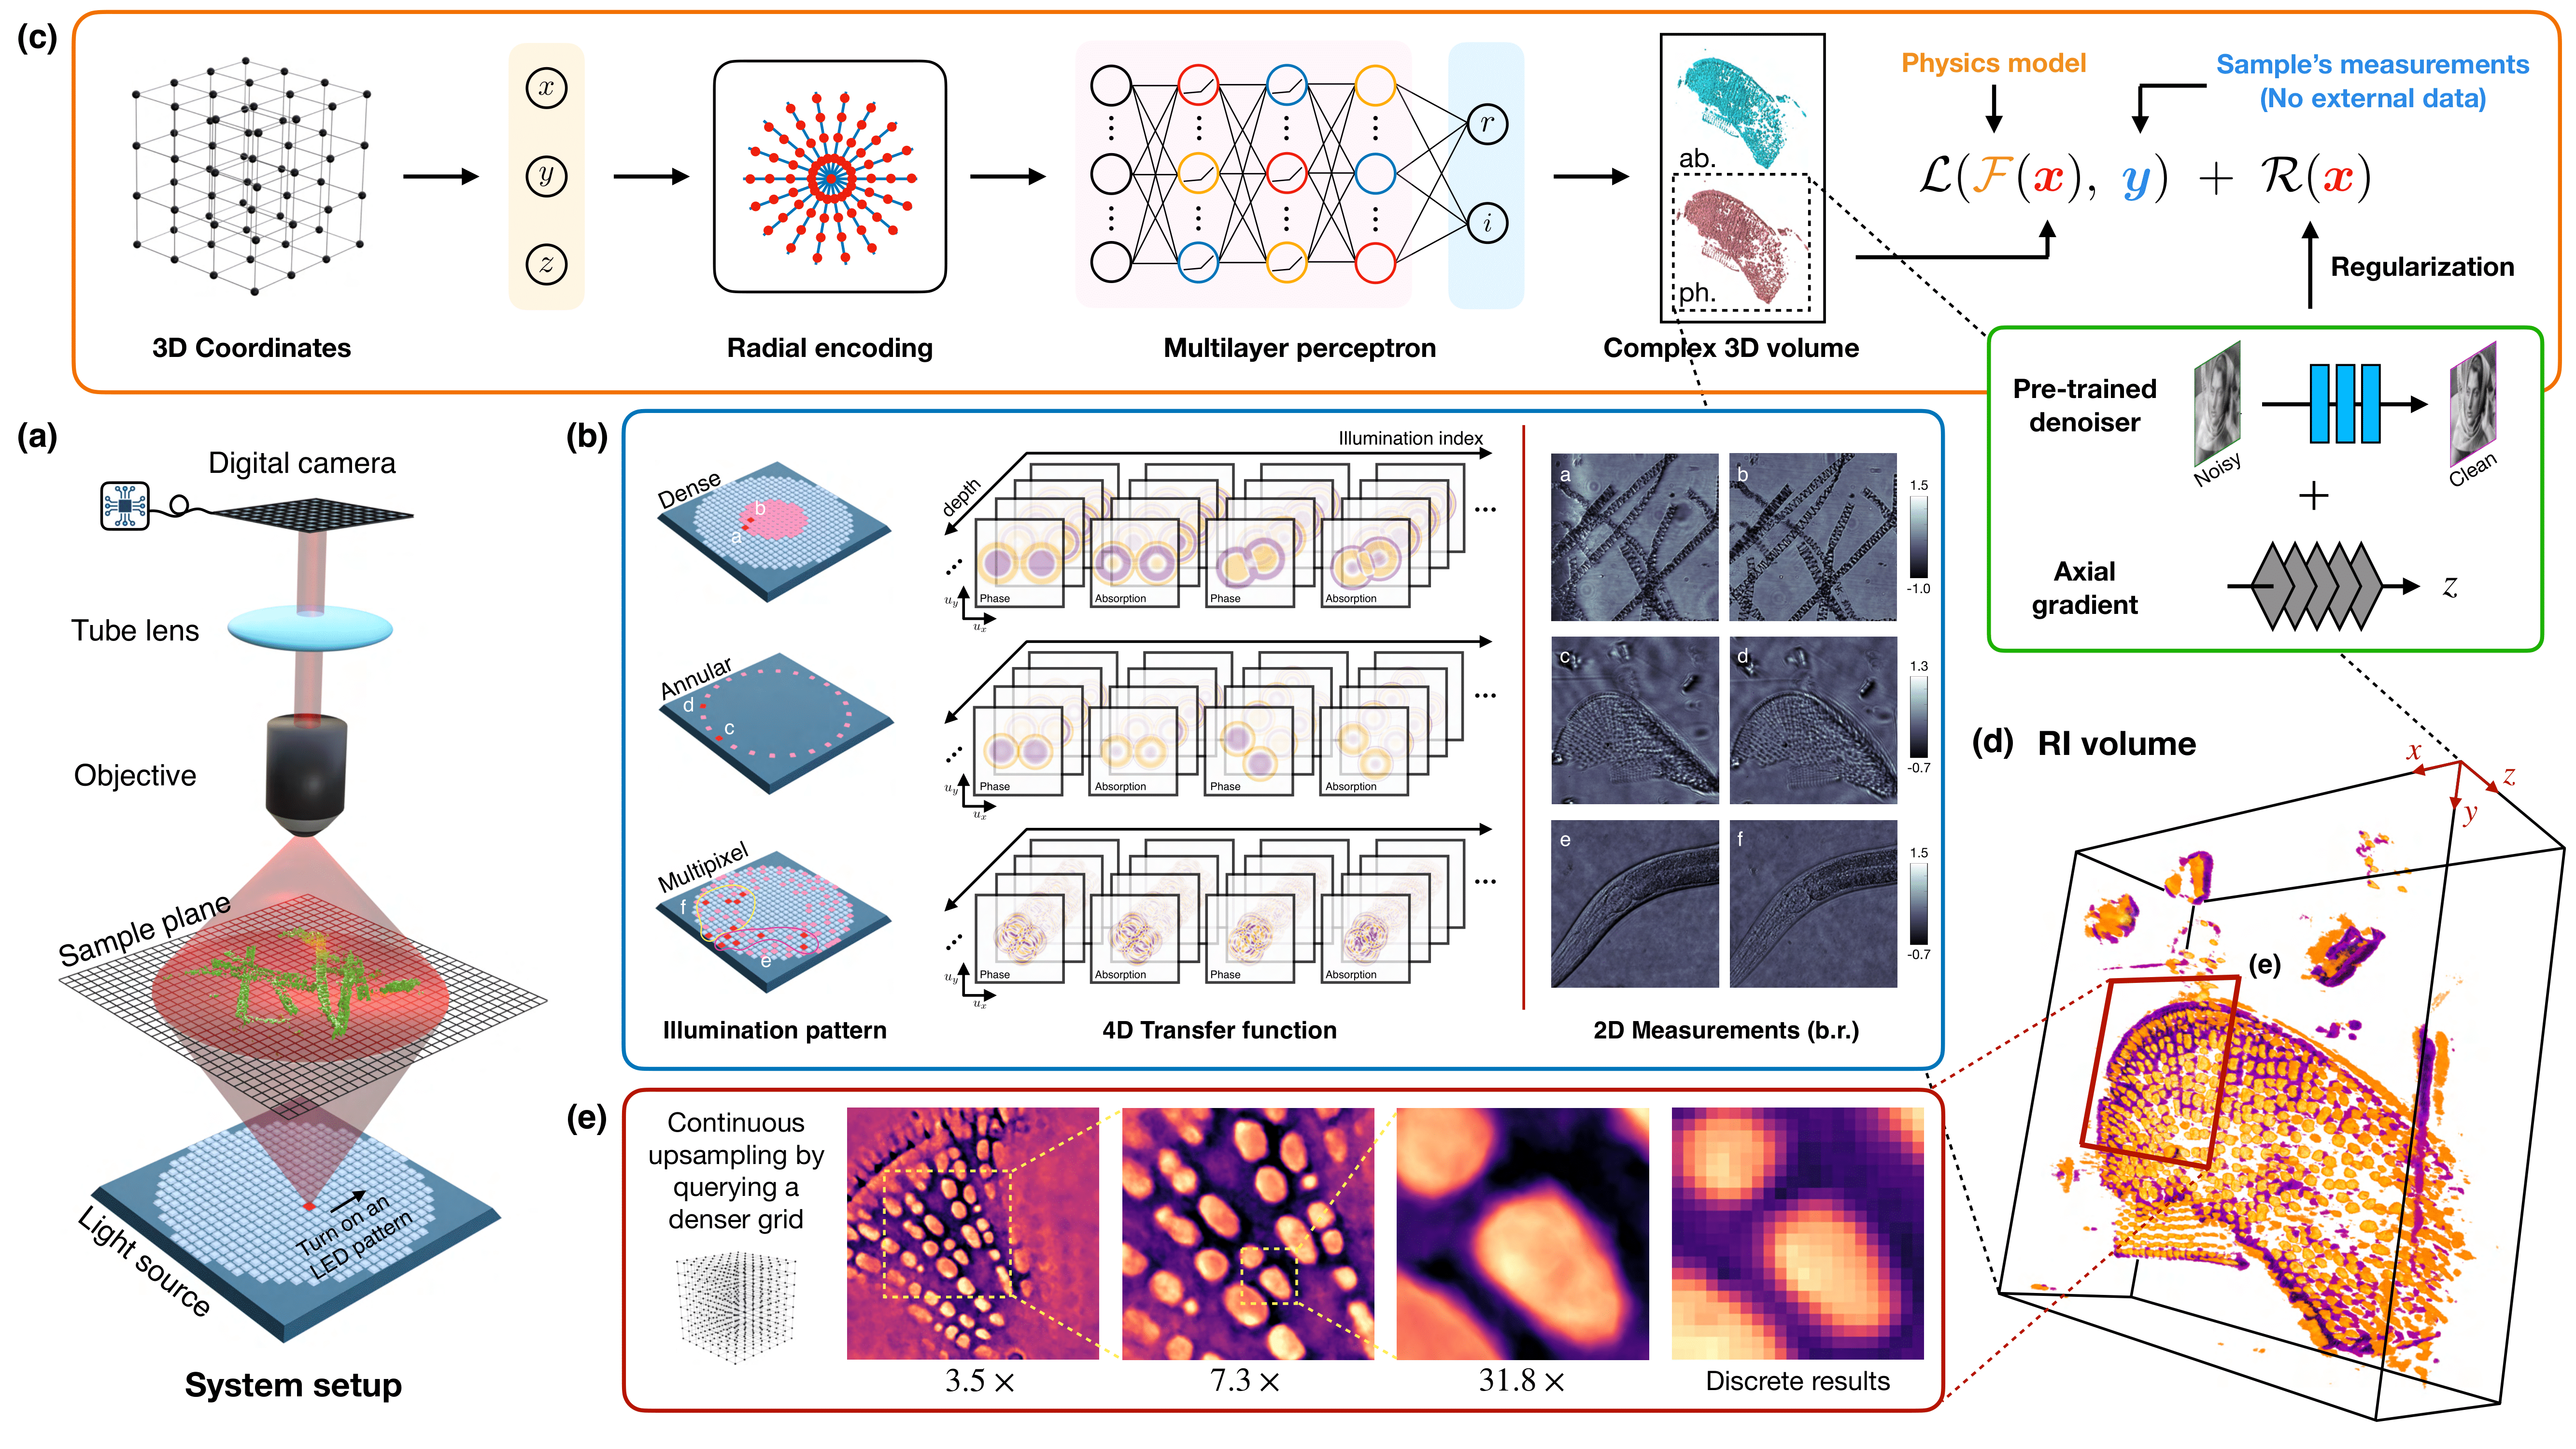 (c)
x
y
z
r
i
ab.
ph.
Physics model
Sample's measurements
(No external data)
ℒ(ℱ(x), y) + ℛ(x)
Regularization
3D Coordinates
Radial encoding
Multilayer perceptron
Complex 3D volume
Pre-trained
denoiser
Noisy
Clean
+
Axial
gradient
z
(a)
Digital camera
Tube lens
Objective
Sample plane
Light source
Turn on an
LED pattern
System setup
(b)
Illumination index
depth
Dense
b
a
Phase
Absorption
Phase
Absorption
...
u_y
u_x
a
b
1.5
-1.0
Annular
d
c
Phase
Absorption
Phase
Absorption
...
u_y
u_x
c
d
1.3
-0.7
Multipixel
f
e
Phase
Absorption
Phase
Absorption
...
u_y
u_x
e
f
1.5
-0.7
Illumination pattern
4D Transfer function
2D Measurements (b.r.)
(d) RI volume
x
z
y
(e)
(e)
Continuous
upsampling by
querying a
denser grid
3.5 ×
7.3 ×
31.8 ×
Discrete results